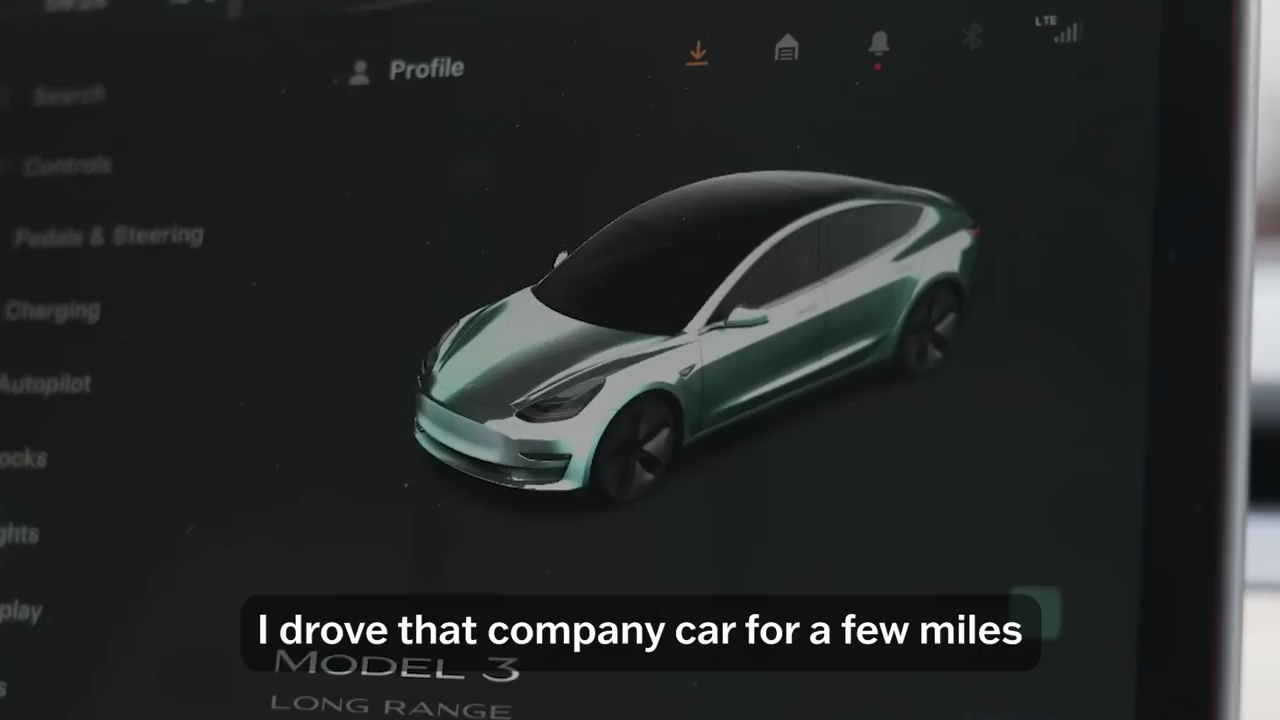 Profile
LTE
Search
Controls
Pedals & Steering
Charging
Autopilot
ocks
ghts
play
s
I drove that company car for a few miles
MODEL 3
LONG RANGE